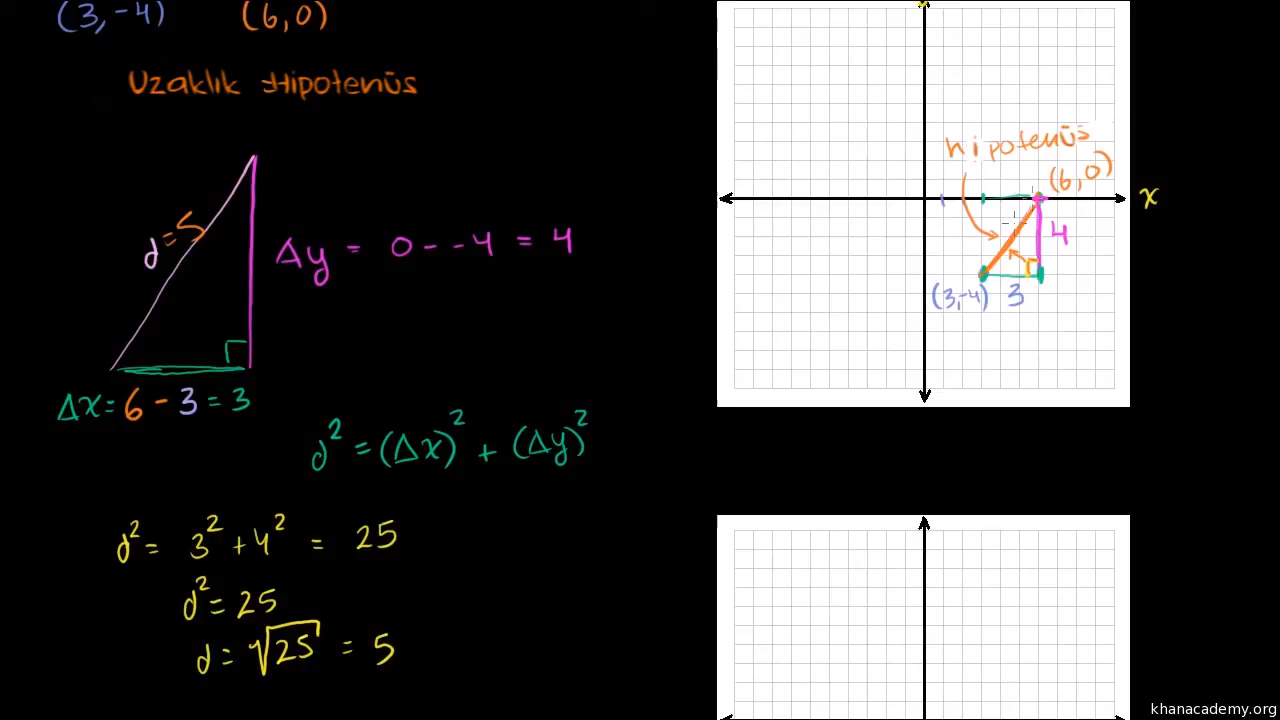 (3,-4) (6,0)
Uzaklık = Hipotenüs
d = 5
Δy = 0 - -4 = 4
Δx = 6 - 3 = 3
d² = (Δx)² + (Δy)²
d² = 3² + 4² = 25
d² = 25
d = √25 = 5
hipotenüs
(6,0)
x
4
(3,-4) 3
khanacademy.org